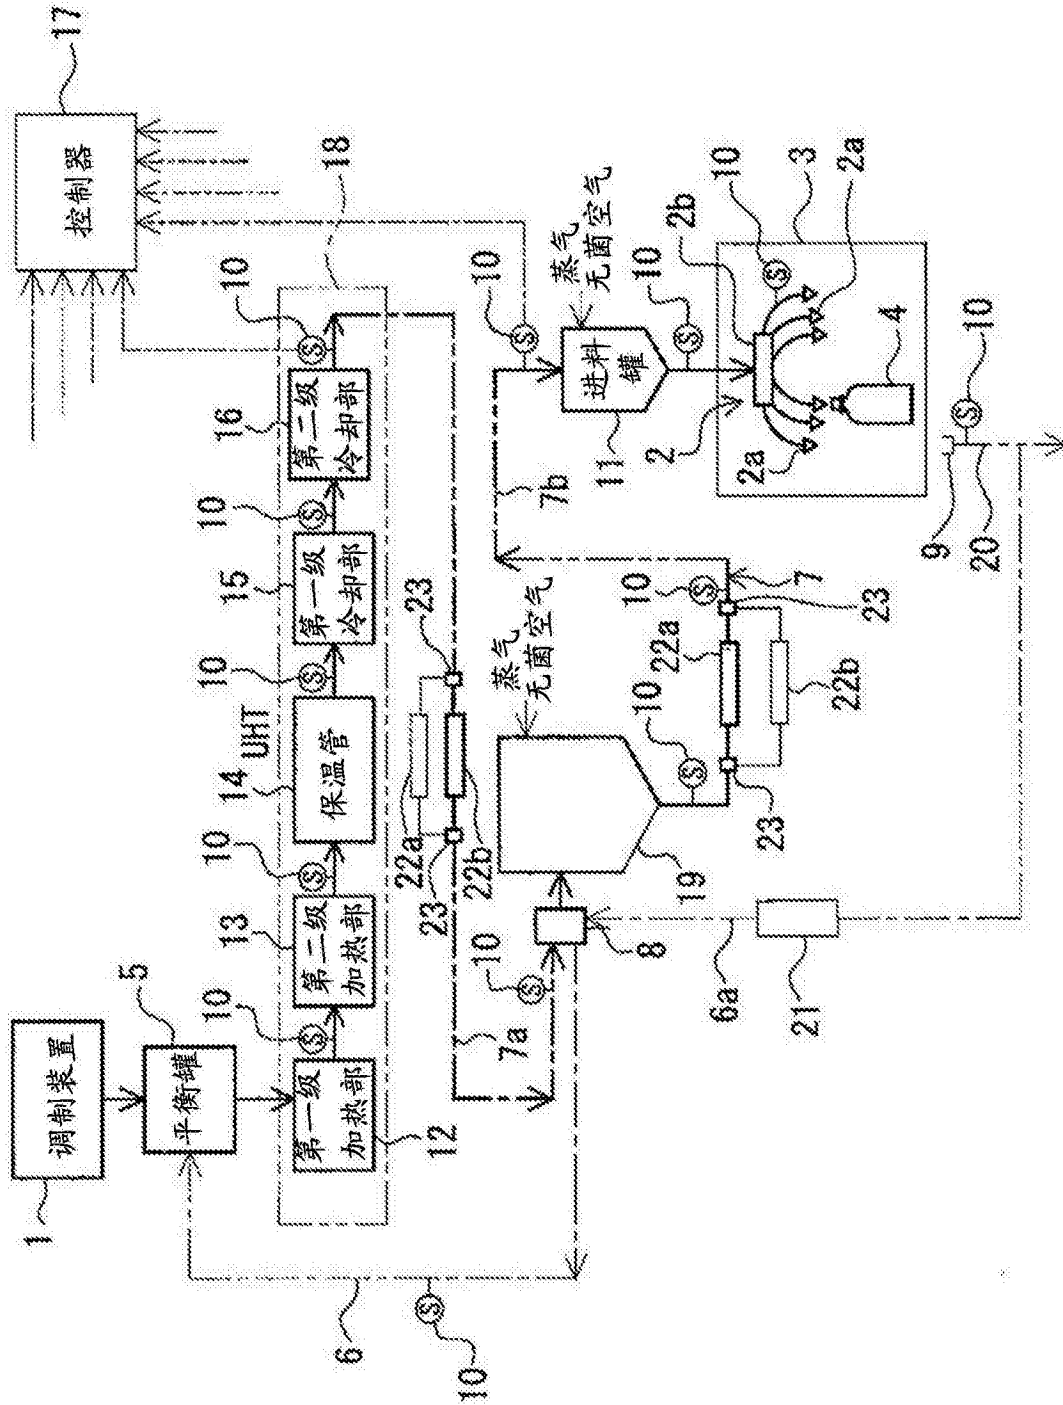 1
调制装置
控制器
17
5
平衡罐
10
13
10
14
UHT
10
15
10
16
10
第一级
加热部
第二级
加热部
保温管
第一级
冷却部
第二级
冷却部
18
6
10
12
22a
23
22b
23
10
7a
蒸气
无菌空气
7b
10
蒸气
无菌空气
进料
罐
11
10
8
19
10
10
22a
2
2b
10
6a
23
22b
7
23
2a
3
2a
21
4
9
20
10